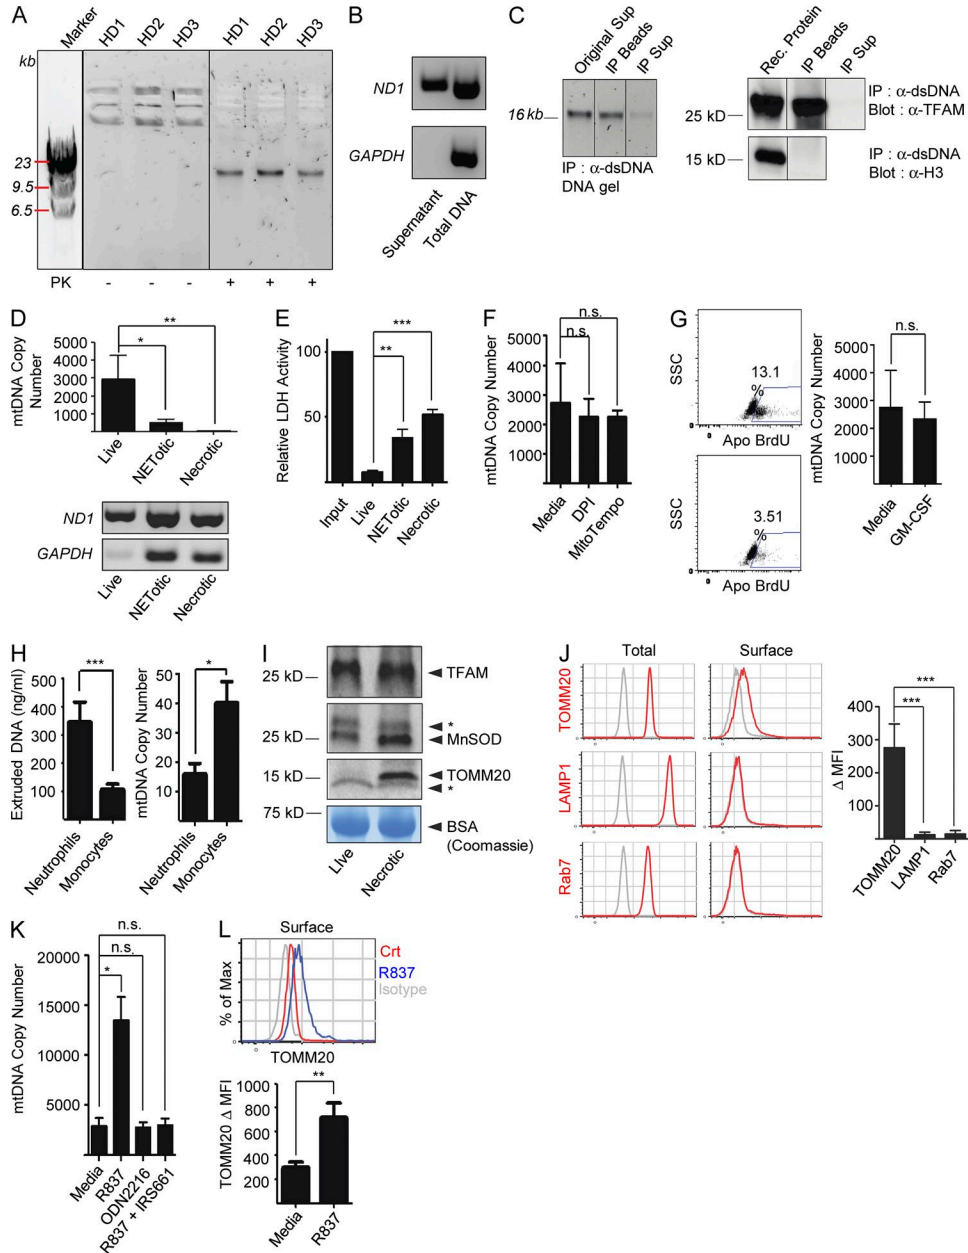 A
Marker
HD1
HD2
HD3
HD1
HD2
HD3
kb
23
9.5
6.5
PK
-
-
-
+
+
+
B
ND1
GAPDH
Supernatant
Total DNA
C
Original Sup
IP Beads
IP Sup
16 kb
IP : α-dsDNA
DNA gel
Rec. Protein
IP Beads
IP Sup
25 kD
IP : α-dsDNA
Blot : α-TFAM
15 kD
IP : α-dsDNA
Blot : α-H3
D
**
*
mtDNA Copy
Number
5000
4000
3000
2000
1000
Live
NETotic
Necrotic
ND1
GAPDH
Live
NETotic
Necrotic
E
***
**
Relative LDH Activity
100
50
Input
Live
NETotic
Necrotic
F
n.s.
n.s.
mtDNA Copy Number
5000
4000
3000
2000
1000
Media
DPI
MitoTempo
G
SSC
13.1
%
0
Apo BrdU
SSC
3.51
%
0
Apo BrdU
n.s.
mtDNA Copy Number
5000
4000
3000
2000
1000
Media
GM-CSF
H
***
Extruded DNA (ng/ml)
500
400
300
200
100
Neutrophils
Monocytes
*
mtDNA Copy Number
50
40
30
20
10
Neutrophils
Monocytes
I
25 kD
TFAM
*
25 kD
MnSOD
15 kD
TOMM20
*
75 kD
BSA
(Coomassie)
Live
Necrotic
J
Total
Surface
TOMM20
LAMP1
Rab7
***
***
Δ MFI
400
300
200
100
TOMM20
LAMP1
Rab7
K
n.s.
n.s.
*
mtDNA Copy Number
20000
15000
10000
5000
Media
R837
ODN2216
R837 + IRS661
L
Surface
Crt
R837
Isotype
% of Max
TOMM20
**
TOMM20 Δ MFI
1000
800
600
400
200
Media
R837